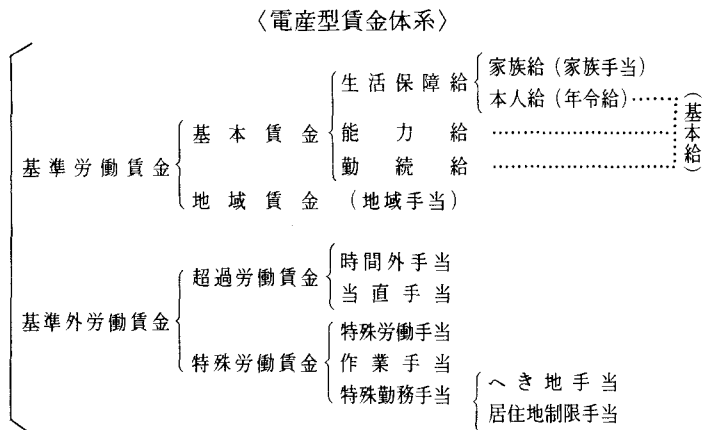 〈電産型賃金体系〉
家族給（家族手当）
生活保障給
本人給（年令給）……
基本賃金
能力給 ……………………
（基本給）
基準労働賃金
勤続給 ……………………
地域賃金 （地域手当）
時間外手当
超過労働賃金
当直手当
基準外労働賃金
特殊労働手当
特殊労働賃金
作業手当
特殊勤務手当
へき地手当
居住地制限手当